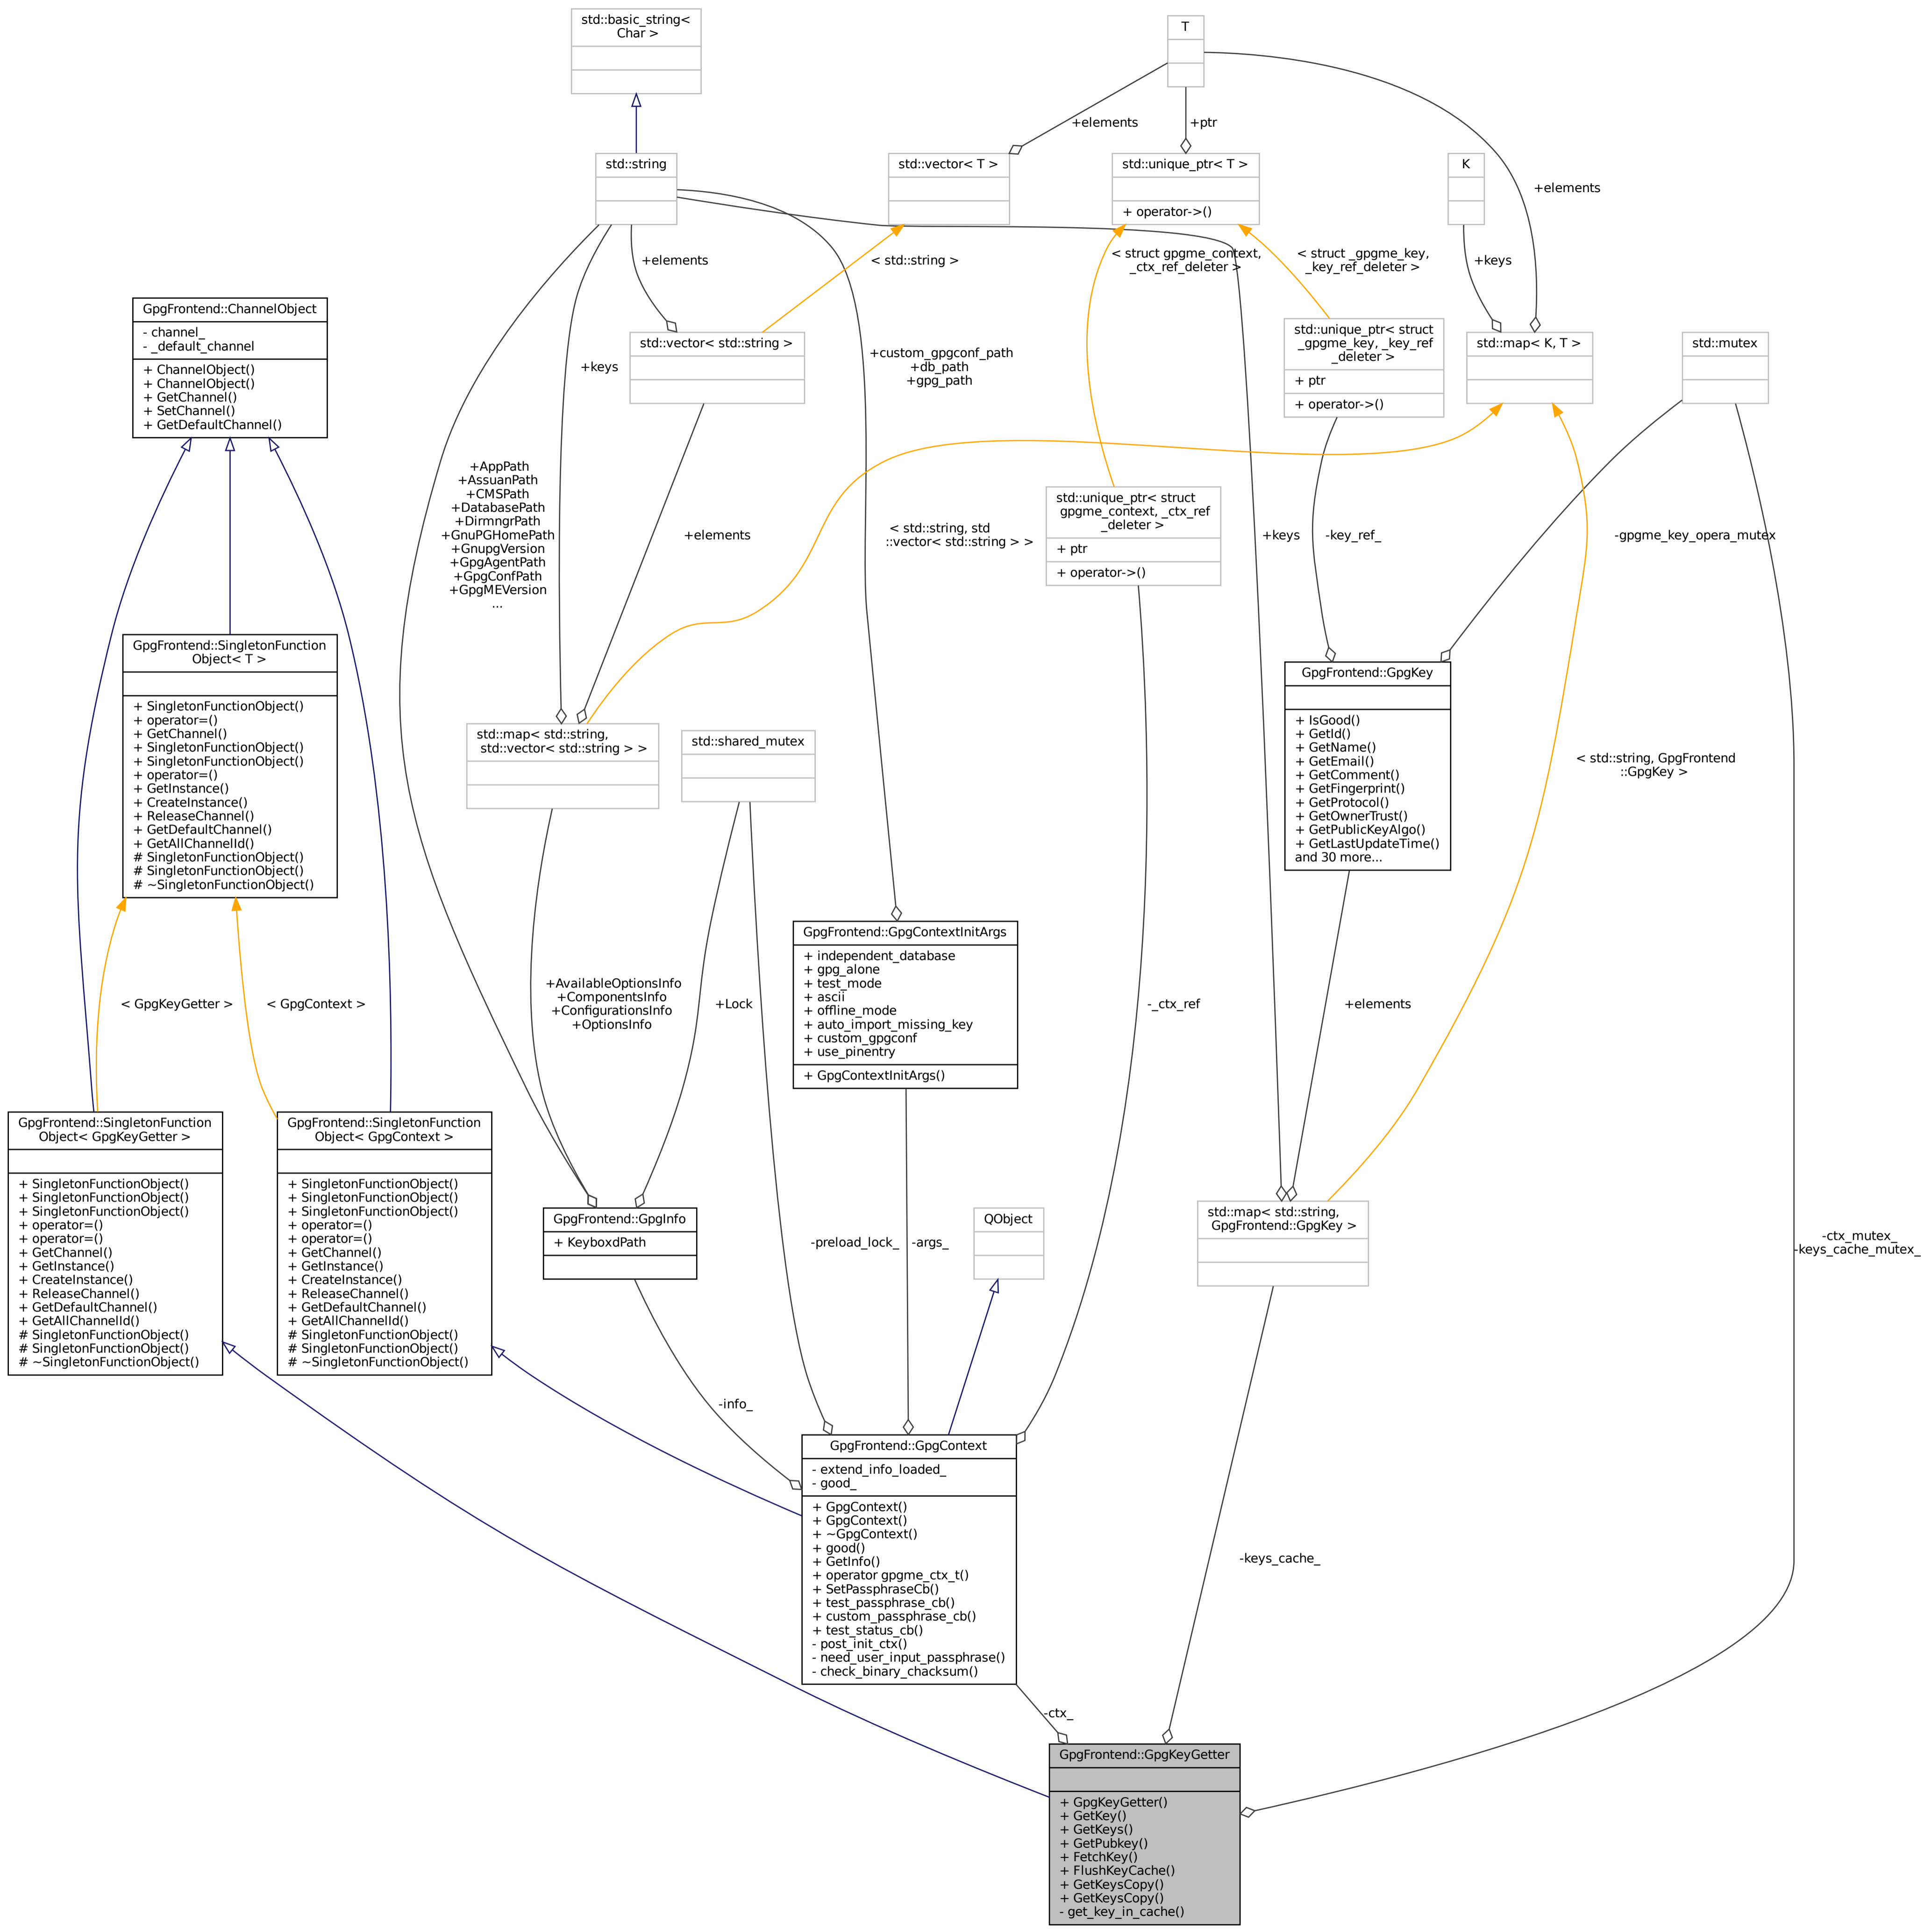 std::basic_string<
Char >
T
+elements
+ptr
std::string
std::vector< T >
std::unique_ptr< T >
+ operator->()
K
+elements
+elements
< std::string >
< struct gpgme_context,
_ctx_ref_deleter >
< struct _gpgme_key,
_key_ref_deleter >
+keys
GpgFrontend::ChannelObject
- channel_
- _default_channel
+ ChannelObject()
+ ChannelObject()
+ GetChannel()
+ SetChannel()
+ GetDefaultChannel()
+keys
std::vector< std::string >
+custom_gpgconf_path
+db_path
+gpg_path
std::unique_ptr< struct
_gpgme_key, _key_ref
_deleter >
+ ptr
+ operator->()
std::map< K, T >
std::mutex
+AppPath
+AssuanPath
+CMSPath
+DatabasePath
+DirmngrPath
+GnuPGHomePath
+GnupgVersion
+GpgAgentPath
+GpgConfPath
+GpgMEVersion
...
+elements
< std::string, std
::vector< std::string > >
std::unique_ptr< struct
gpgme_context, _ctx_ref
_deleter >
+ ptr
+ operator->()
+keys
-key_ref_
-gpgme_key_opera_mutex
GpgFrontend::SingletonFunction
Object< T >
+ SingletonFunctionObject()
+ operator=()
+ GetChannel()
+ SingletonFunctionObject()
+ SingletonFunctionObject()
+ operator=()
+ GetInstance()
+ CreateInstance()
+ ReleaseChannel()
+ GetDefaultChannel()
+ GetAllChannelId()
# SingletonFunctionObject()
# SingletonFunctionObject()
# ~SingletonFunctionObject()
std::map< std::string,
std::vector< std::string > >
std::shared_mutex
GpgFrontend::GpgKey
+ IsGood()
+ GetId()
+ GetName()
+ GetEmail()
+ GetComment()
+ GetFingerprint()
+ GetProtocol()
+ GetOwnerTrust()
+ GetPublicKeyAlgo()
+ GetLastUpdateTime()
and 30 more...
< std::string, GpgFrontend
::GpgKey >
< GpgKeyGetter >
< GpgContext >
+AvailableOptionsInfo
+ComponentsInfo
+ConfigurationsInfo
+OptionsInfo
+Lock
GpgFrontend::GpgContextInitArgs
+ independent_database
+ gpg_alone
+ test_mode
+ ascii
+ offline_mode
+ auto_import_missing_key
+ custom_gpgconf
+ use_pinentry
+ GpgContextInitArgs()
-_ctx_ref
+elements
GpgFrontend::SingletonFunction
Object< GpgKeyGetter >
+ SingletonFunctionObject()
+ SingletonFunctionObject()
+ SingletonFunctionObject()
+ operator=()
+ operator=()
+ GetChannel()
+ GetInstance()
+ CreateInstance()
+ ReleaseChannel()
+ GetDefaultChannel()
+ GetAllChannelId()
# SingletonFunctionObject()
# SingletonFunctionObject()
# ~SingletonFunctionObject()
GpgFrontend::SingletonFunction
Object< GpgContext >
+ SingletonFunctionObject()
+ SingletonFunctionObject()
+ SingletonFunctionObject()
+ operator=()
+ operator=()
+ GetChannel()
+ GetInstance()
+ CreateInstance()
+ ReleaseChannel()
+ GetDefaultChannel()
+ GetAllChannelId()
# SingletonFunctionObject()
# SingletonFunctionObject()
# ~SingletonFunctionObject()
GpgFrontend::GpgInfo
+ KeyboxdPath
-preload_lock_
-args_
QObject
std::map< std::string,
GpgFrontend::GpgKey >
-ctx_mutex_
-keys_cache_mutex_
-info_
GpgFrontend::GpgContext
- extend_info_loaded_
- good_
+ GpgContext()
+ GpgContext()
+ ~GpgContext()
+ good()
+ GetInfo()
+ operator gpgme_ctx_t()
+ SetPassphraseCb()
+ test_passphrase_cb()
+ custom_passphrase_cb()
+ test_status_cb()
- post_init_ctx()
- need_user_input_passphrase()
- check_binary_chacksum()
-keys_cache_
-ctx_
GpgFrontend::GpgKeyGetter
+ GpgKeyGetter()
+ GetKey()
+ GetKeys()
+ GetPubkey()
+ FetchKey()
+ FlushKeyCache()
+ GetKeysCopy()
+ GetKeysCopy()
- get_key_in_cache()